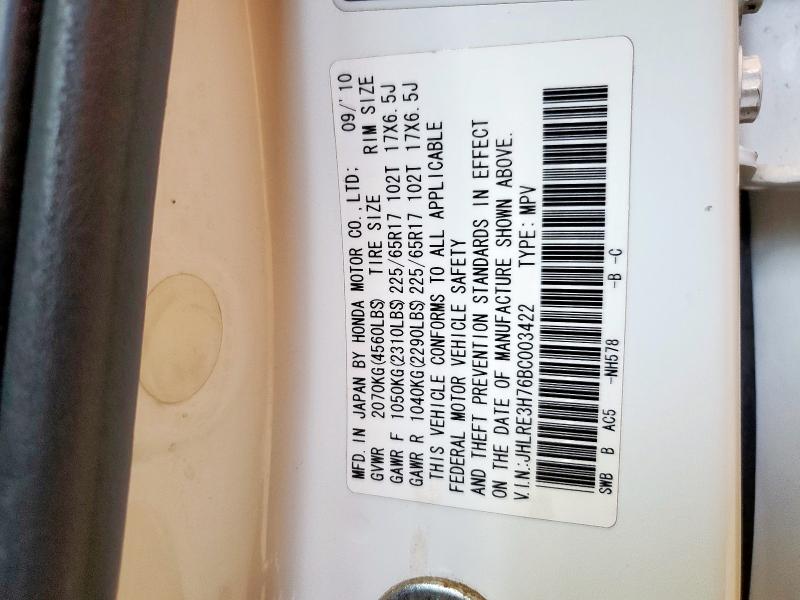 MFD. IN JAPAN BY HONDA MOTOR CO.,LTD; 09/'10
GVWR 2070KG(4560LBS) TIRE SIZE RIM SIZE
GAWR F 1050KG(2310LBS) 225/65R17 102T 17X6.5J
GAWR R 1040KG(2290LBS) 225/65R17 102T 17X6.5J
THIS VEHICLE CONFORMS TO ALL APPLICABLE
FEDERAL MOTOR VEHICLE SAFETY
AND THEFT PREVENTION STANDARDS IN EFFECT
ON THE DATE OF MANUFACTURE SHOWN ABOVE.
V.I.N.:JHLRE3H76BC003422 TYPE: MPV
SWB B AC5 -NH578 -B -C